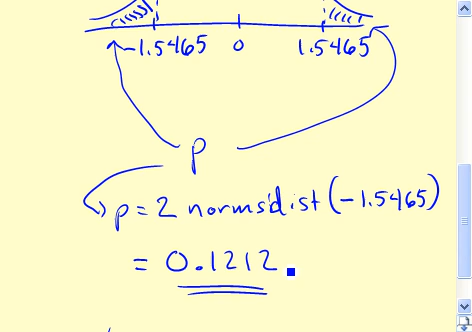 -1.5465 0 1.5465
p
p = 2 normsdist (-1.5465)
= 0.1212.